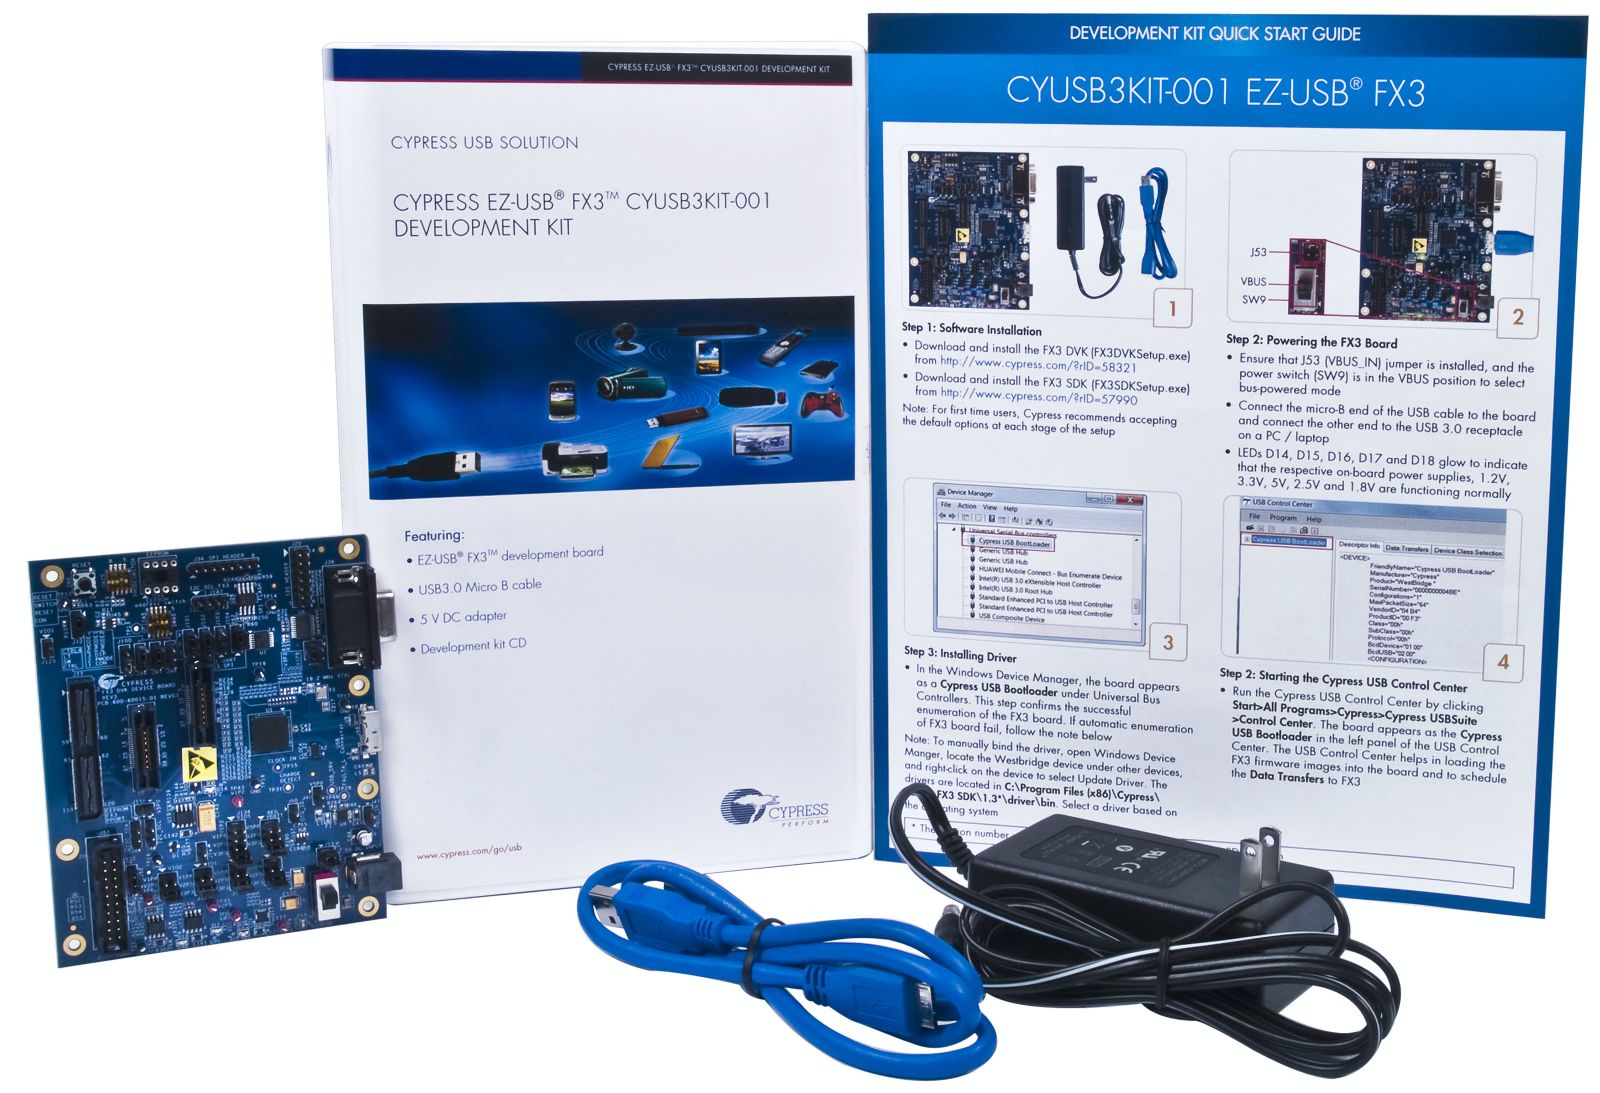 CYPRESS EZ-USB® FX3™ CYUSB3KIT-001 DEVELOPMENT KIT
CYPRESS USB SOLUTION
CYPRESS EZ-USB® FX3™ CYUSB3KIT-001
DEVELOPMENT KIT
Featuring:
• EZ-USB® FX3™ development board
• USB3.0 Micro B cable
• 5 V DC adapter
• Development kit CD
CYPRESS
PERFORM
www.cypress.com/go/usb
DEVELOPMENT KIT QUICK START GUIDE
CYUSB3KIT-001 EZ-USB® FX3
1
Step 1: Software Installation
• Download and install the FX3 DVK (FX3DVKSetup.exe)
from http://www.cypress.com/?rID=58321
• Download and install the FX3 SDK (FX3SDKSetup.exe)
from http://www.cypress.com/?rID=57990
Note: For first time users, Cypress recommends accepting
the default options at each stage of the setup
J53
VBUS
SW9
2
Step 2: Powering the FX3 Board
• Ensure that J53 (VBUS_IN) jumper is installed, and the
power switch (SW9) is in the VBUS position to select
bus-powered mode
• Connect the micro-B end of the USB cable to the board
and connect the other end to the USB 3.0 receptacle
on a PC / laptop
• LEDs D14, D15, D16, D17 and D18 glow to indicate
that the respective on-board power supplies, 1.2V,
3.3V, 5V, 2.5V and 1.8V are functioning normally
Device Manager
File Action View Help
Universal Serial Bus controllers
Cypress USB BootLoader
Generic USB Hub
Generic USB Hub
HUAWEI Mobile Connect - Bus Enumerate Device
Intel(R) USB 3.0 eXtensible Host Controller
Intel(R) USB 3.0 Root Hub
Standard Enhanced PCI to USB Host Controller
Standard Enhanced PCI to USB Host Controller
USB Composite Device
3
Step 3: Installing Driver
• In the Windows Device Manager, the board appears
as a Cypress USB Bootloader under Universal Bus
Controllers. This step confirms the successful
enumeration of the FX3 board. If automatic enumeration
of FX3 board fail, follow the note below
Note: To manually bind the driver, open Windows Device
Manger, locate the Westbridge device under other devices,
and right-click on the device to select Update Driver. The
drivers are located in C:\Program Files (x86)\Cypress\
FX3 SDK\1.3*\driver\bin. Select a driver based on
the operating system
* The
on number
USB Control Center
File Program Help
Cypress USB BootLoader
Descriptor Info Data Transfers Device Class Selection
<DEVICE>
FriendlyName="Cypress USB BootLoader"
Manufacturer="Cypress"
Product="WestBridge "
SerialNumber="0000000004BE"
Configurations="1"
MaxPacketSize="64"
VendorID="04 B4"
ProductID="00 F3"
Class="00h"
SubClass="00h"
Protocol="00h"
BcdDevice="01 00"
BcdUSB="02 00"
<CONFIGURATION>
4
Step 2: Starting the Cypress USB Control Center
• Run the Cypress USB Control Center by clicking
Start>All Programs>Cypress>Cypress USBSuite
>Control Center. The board appears as the Cypress
USB Bootloader in the left panel of the USB Control
Center. The USB Control Center helps in loading the
FX3 firmware images into the board and to schedule
the Data Transfers to FX3
RESET
EEPROM
J34 SPI HEADER
CYPRESS
FX3 DVK DEVICE BOARD
CLOCK IN
CHARGE
DETECT